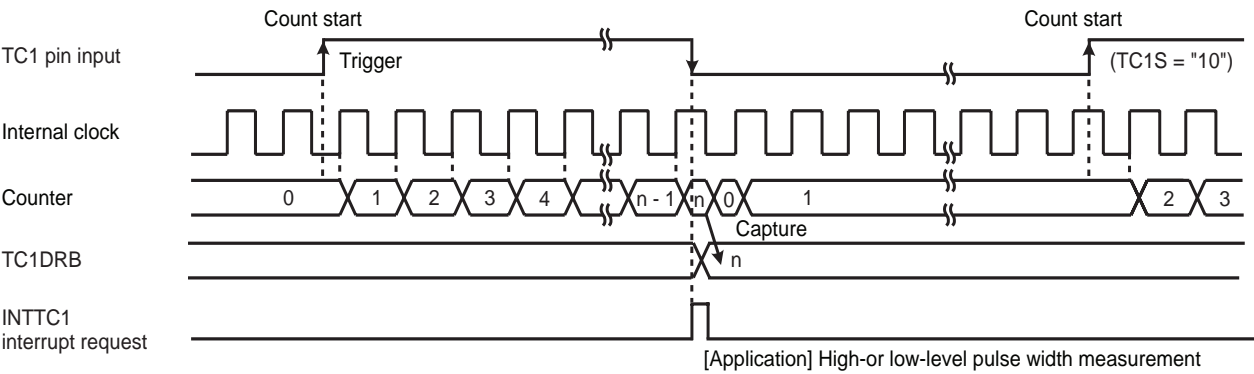 Count start
Count start
TC1 pin input
Trigger
(TC1S = "10")
Internal clock
Counter
0
1
2
3
4
n - 1
n
0
1
2
3
Capture
TC1DRB
n
INTTC1
interrupt request
[Application] High-or low-level pulse width measurement